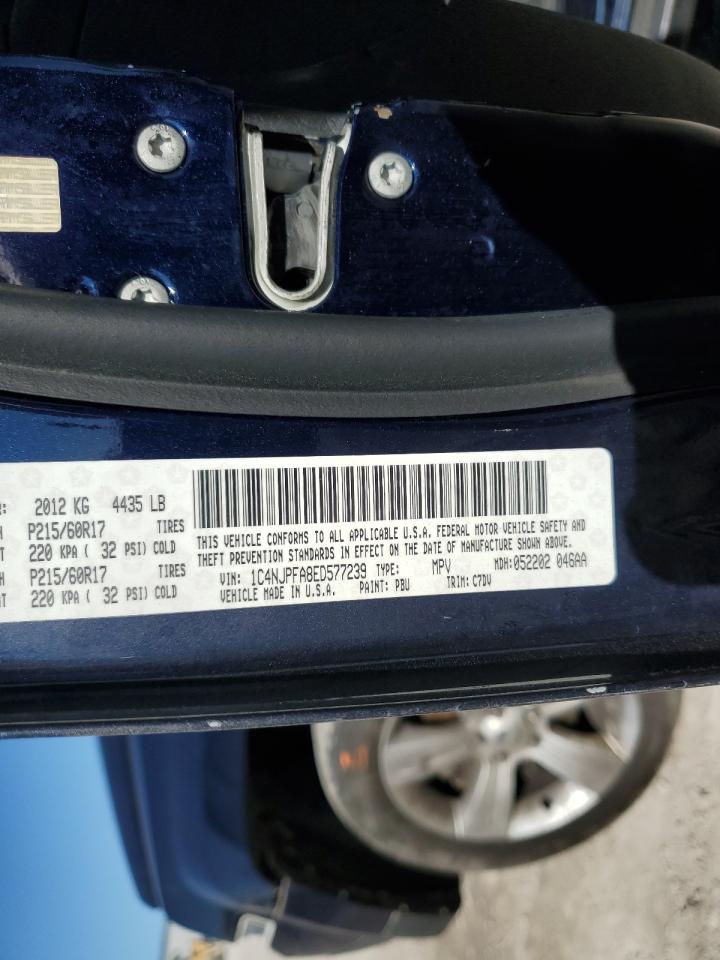 R: 2012 KG 4435 LB
P215/60R17 TIRES
220 KPA ( 32 PSI) COLD
P215/60R17 TIRES
220 KPA ( 32 PSI) COLD
THIS VEHICLE CONFORMS TO ALL APPLICABLE U.S.A. FEDERAL MOTOR VEHICLE SAFETY AND
THEFT PREVENTION STANDARDS IN EFFECT ON THE DATE OF MANUFACTURE SHOWN ABOVE.
VIN: 1C4NJPFA8ED577239 TYPE: MPV MDH:052202 046AA
VEHICLE MADE IN U.S.A. PAINT: PBU TRIM: C7DV